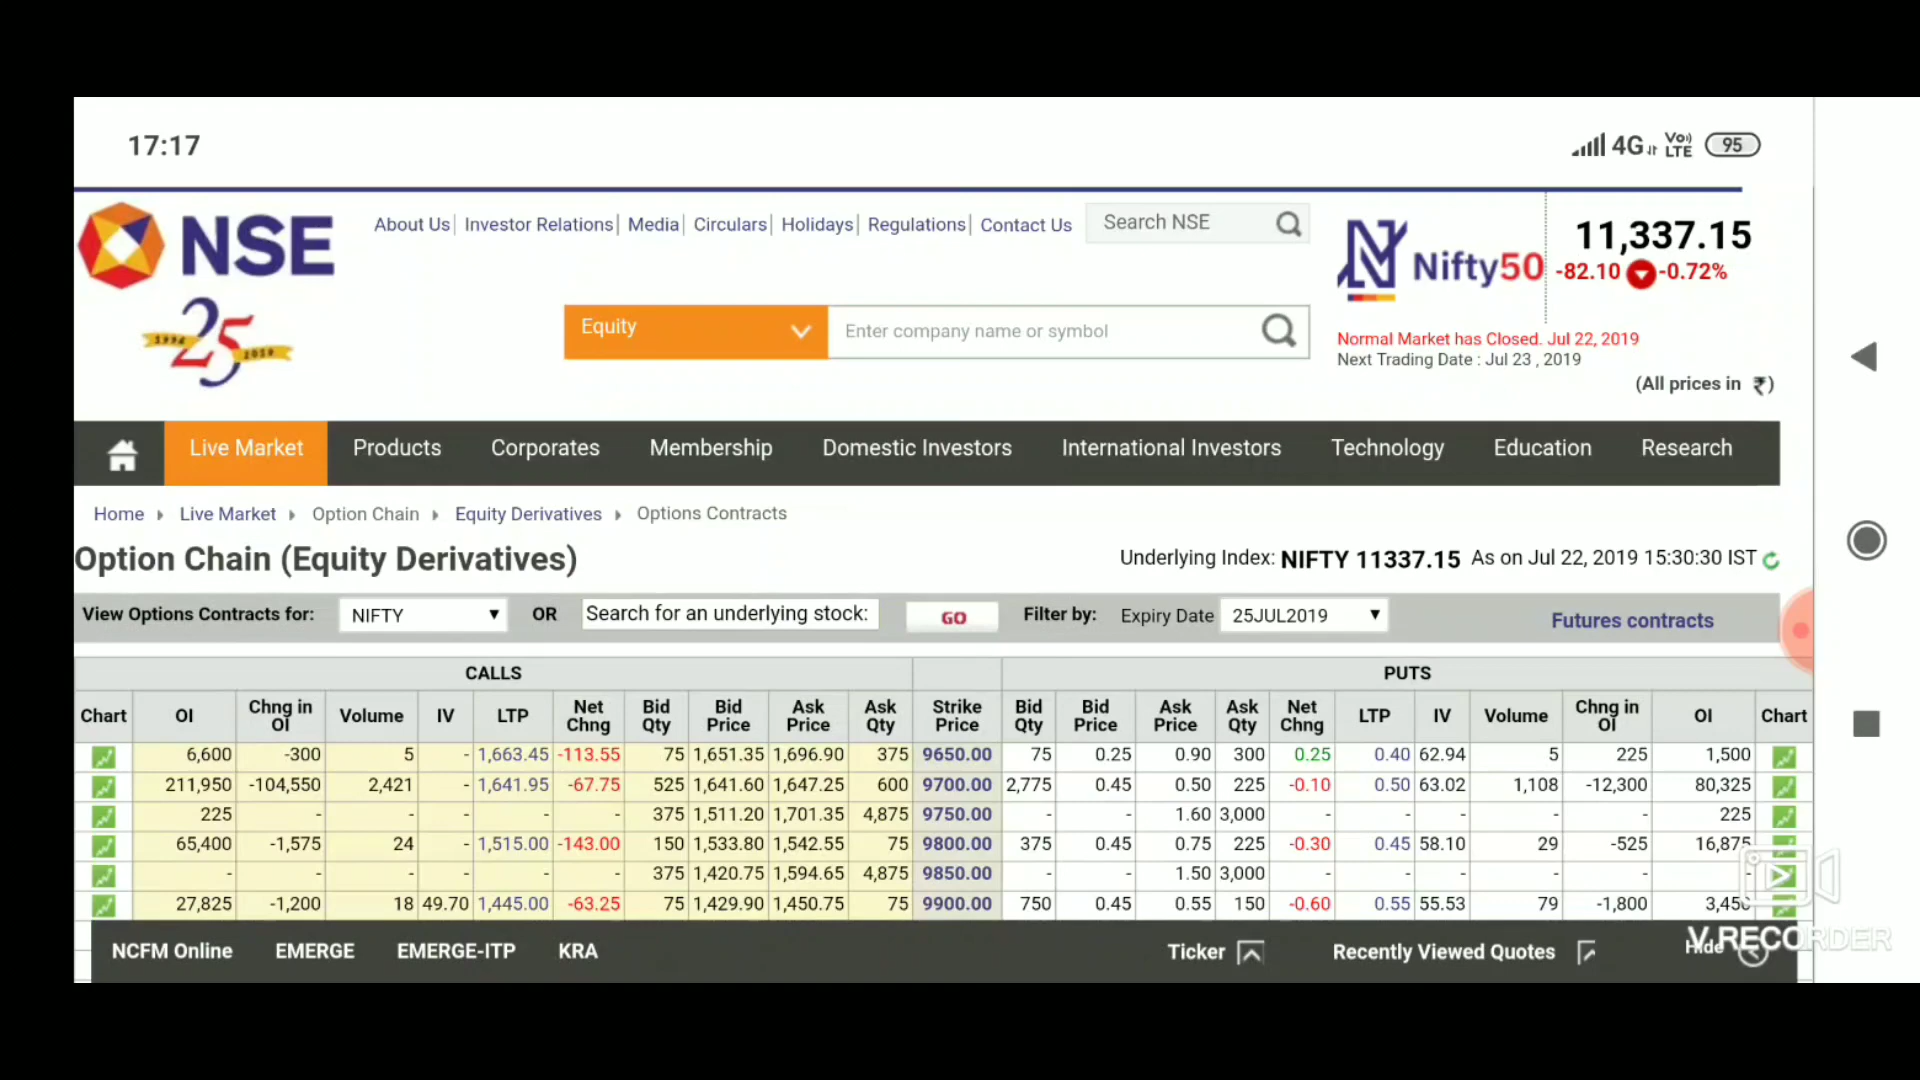 17:17 4G Vo)) LTE 95
NSE
1994 25 2019
About Us | Investor Relations | Media | Circulars | Holidays | Regulations | Contact Us
Search NSE
Nifty50
11,337.15
-82.10 -0.72%
Equity Enter company name or symbol
Normal Market has Closed. Jul 22, 2019
Next Trading Date : Jul 23 , 2019
(All prices in ₹)
Live Market Products Corporates Membership Domestic Investors International Investors Technology Education Research
Home Live Market Option Chain Equity Derivatives Options Contracts
Option Chain (Equity Derivatives)
Underlying Index: NIFTY 11337.15 As on Jul 22, 2019 15:30:30 IST
View Options Contracts for: NIFTY OR Search for an underlying stock: GO Filter by: Expiry Date 25JUL2019 Futures contracts
CALLS PUTS
Chart OI Chng in OI Volume IV LTP Net Chng Bid Qty Bid Price Ask Price Ask Qty Strike Price Bid Qty Bid Price Ask Price Ask Qty Net Chng LTP IV Volume Chng in OI OI Chart
6,600 -300 5 - 1,663.45 -113.55 75 1,651.35 1,696.90 375 9650.00 75 0.25 0.90 300 0.25 0.40 62.94 5 225 1,500
211,950 -104,550 2,421 - 1,641.95 -67.75 525 1,641.60 1,647.25 600 9700.00 2,775 0.45 0.50 225 -0.10 0.50 63.02 1,108 -12,300 80,325
225 - - - - - 375 1,511.20 1,701.35 4,875 9750.00 - - 1.60 3,000 - - - - - 225
65,400 -1,575 24 - 1,515.00 -143.00 150 1,533.80 1,542.55 75 9800.00 375 0.45 0.75 225 -0.30 0.45 58.10 29 -525 16,875
- - - - - - 375 1,420.75 1,594.65 4,875 9850.00 - - 1.50 3,000 - - - - - -
27,825 -1,200 18 49.70 1,445.00 -63.25 75 1,429.90 1,450.75 75 9900.00 750 0.45 0.55 150 -0.60 0.55 55.53 79 -1,800 3,450
NCFM Online EMERGE EMERGE-ITP KRA Ticker Recently Viewed Quotes Hide
V.RECORDER